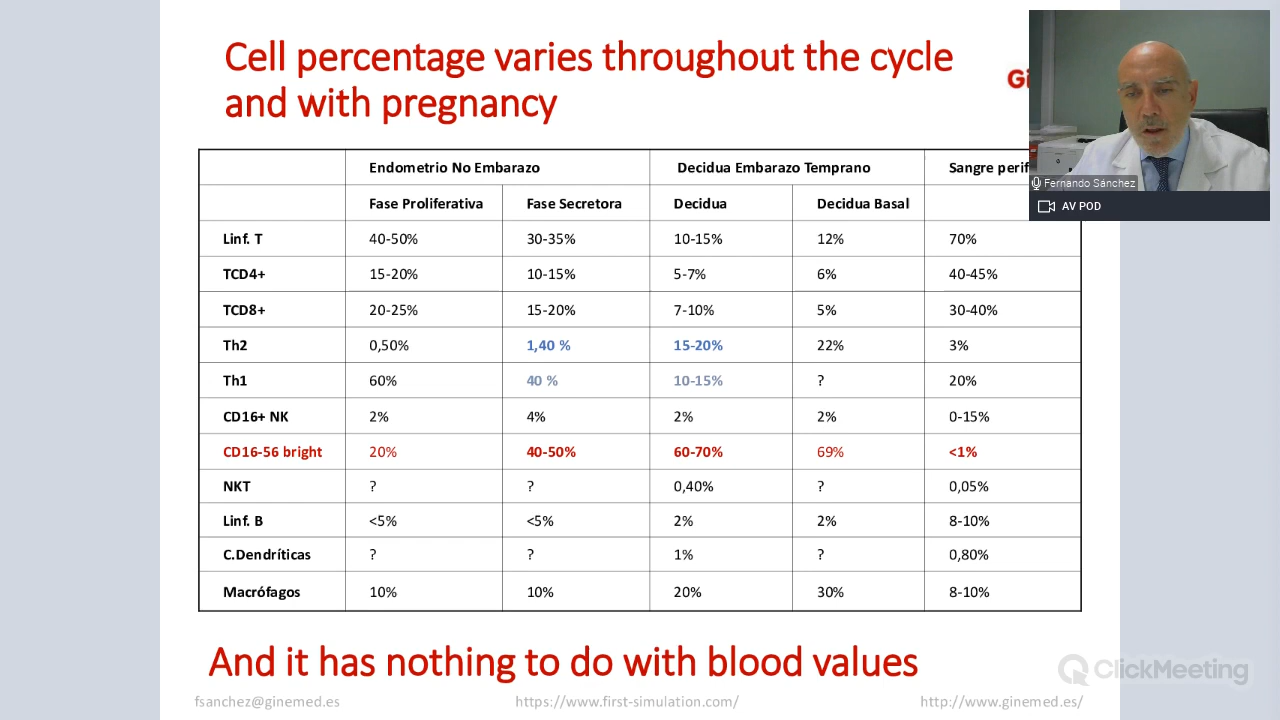 Cell percentage varies throughout the cycle
and with pregnancy
Fernando Sánchez
AV POD
Endometrio No Embarazo Decidua Embarazo Temprano Sangre
Fase Proliferativa Fase Secretora Decidua Decidua Basal
Linf. T 40-50% 30-35% 10-15% 12% 70%
TCD4+ 15-20% 10-15% 5-7% 6% 40-45%
TCD8+ 20-25% 15-20% 7-10% 5% 30-40%
Th2 0,50% 1,40 % 15-20% 22% 3%
Th1 60% 40 % 10-15% ? 20%
CD16+ NK 2% 4% 2% 2% 0-15%
CD16-56 bright 20% 40-50% 60-70% 69% <1%
NKT ? ? 0,40% ? 0,05%
Linf. B <5% <5% 2% 2% 8-10%
C.Dendríticas ? ? 1% ? 0,80%
Macrófagos 10% 10% 20% 30% 8-10%
And it has nothing to do with blood values
ClickMeeting
fsanchez@ginemed.es https://www.first-simulation.com/ http://www.ginemed.es/